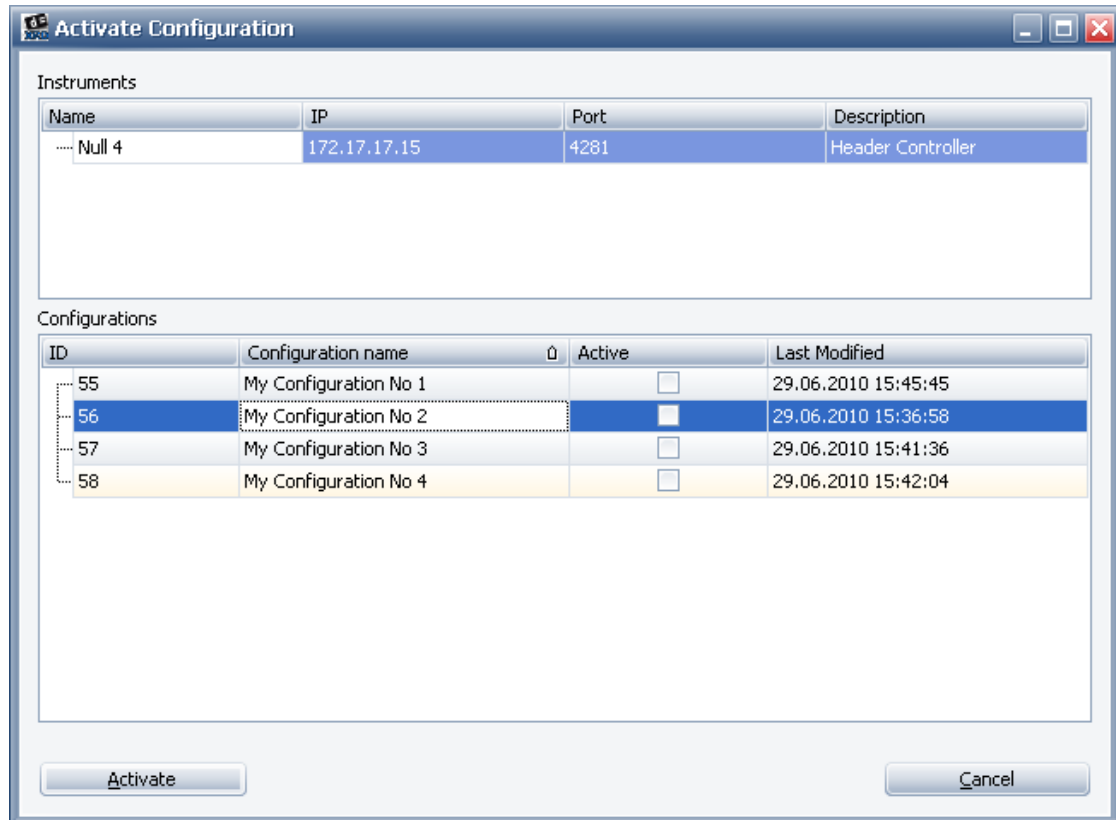 Activate Configuration
Instruments
Name IP Port Description
Null 4 172.17.17.15 4281 Header Controller
Configurations
ID Configuration name Active Last Modified
55 My Configuration No 1 29.06.2010 15:45:45
56 My Configuration No 2 29.06.2010 15:36:58
57 My Configuration No 3 29.06.2010 15:41:36
58 My Configuration No 4 29.06.2010 15:42:04
Activate Cancel